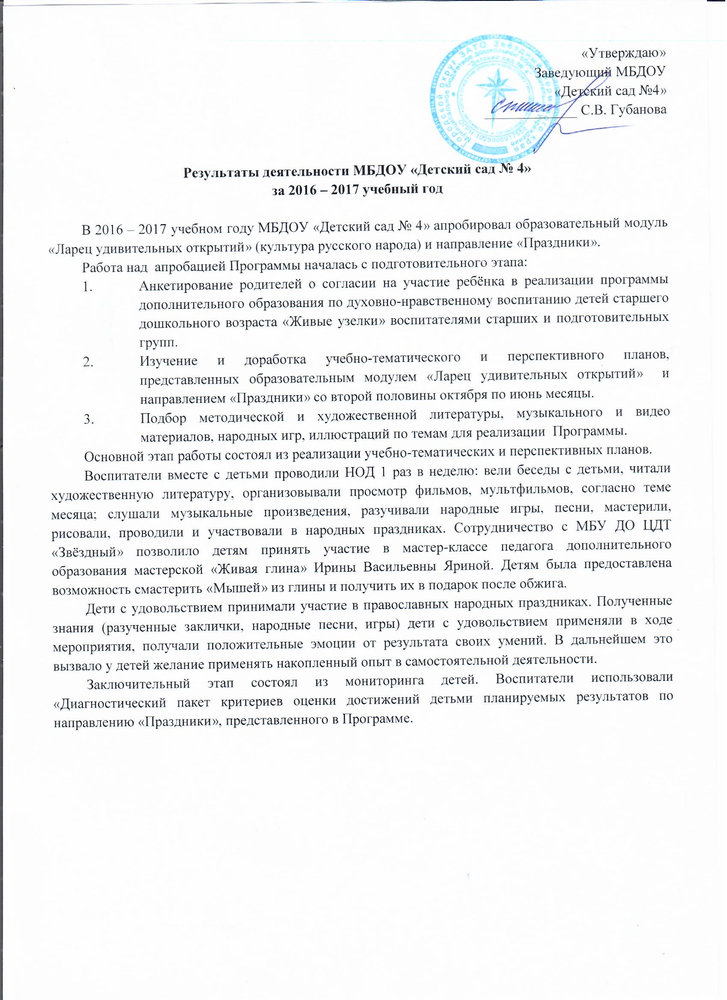 «Утверждаю»
Заведующий МБДОУ
«Детский сад №4»
С.В. Губанова
Городской округ ЗАТО Звёздный Пермского края
"Детский сад № 4"
ОГРН 1025900917558
Результаты деятельности МБДОУ «Детский сад № 4»
за 2016 – 2017 учебный год
В 2016 – 2017 учебном году МБДОУ «Детский сад № 4» апробировал образовательный модуль
«Ларец удивительных открытий» (культура русского народа) и направление «Праздники».
Работа над апробацией Программы началась с подготовительного этапа:
1. Анкетирование родителей о согласии на участие ребёнка в реализации программы
дополнительного образования по духовно-нравственному воспитанию детей старшего
дошкольного возраста «Живые узелки» воспитателями старших и подготовительных
групп.
2. Изучение и доработка учебно-тематического и перспективного планов,
представленных образовательным модулем «Ларец удивительных открытий» и
направлением «Праздники» со второй половины октября по июнь месяцы.
3. Подбор методической и художественной литературы, музыкального и видео
материалов, народных игр, иллюстраций по темам для реализации Программы.
Основной этап работы состоял из реализации учебно-тематических и перспективных планов.
Воспитатели вместе с детьми проводили НОД 1 раз в неделю: вели беседы с детьми, читали
художественную литературу, организовывали просмотр фильмов, мультфильмов, согласно теме
месяца; слушали музыкальные произведения, разучивали народные игры, песни, мастерили,
рисовали, проводили и участвовали в народных праздниках. Сотрудничество с МБУ ДО ЦДТ
«Звёздный» позволило детям принять участие в мастер-классе педагога дополнительного
образования мастерской «Живая глина» Ирины Васильевны Яриной. Детям была предоставлена
возможность смастерить «Мышей» из глины и получить их в подарок после обжига.
Дети с удовольствием принимали участие в православных народных праздниках. Полученные
знания (разученные заклички, народные песни, игры) дети с удовольствием применяли в ходе
мероприятия, получали положительные эмоции от результата своих умений. В дальнейшем это
вызвало у детей желание применять накопленный опыт в самостоятельной деятельности.
Заключительный этап состоял из мониторинга детей. Воспитатели использовали
«Диагностический пакет критериев оценки достижений детьми планируемых результатов по
направлению «Праздники», представленного в Программе.